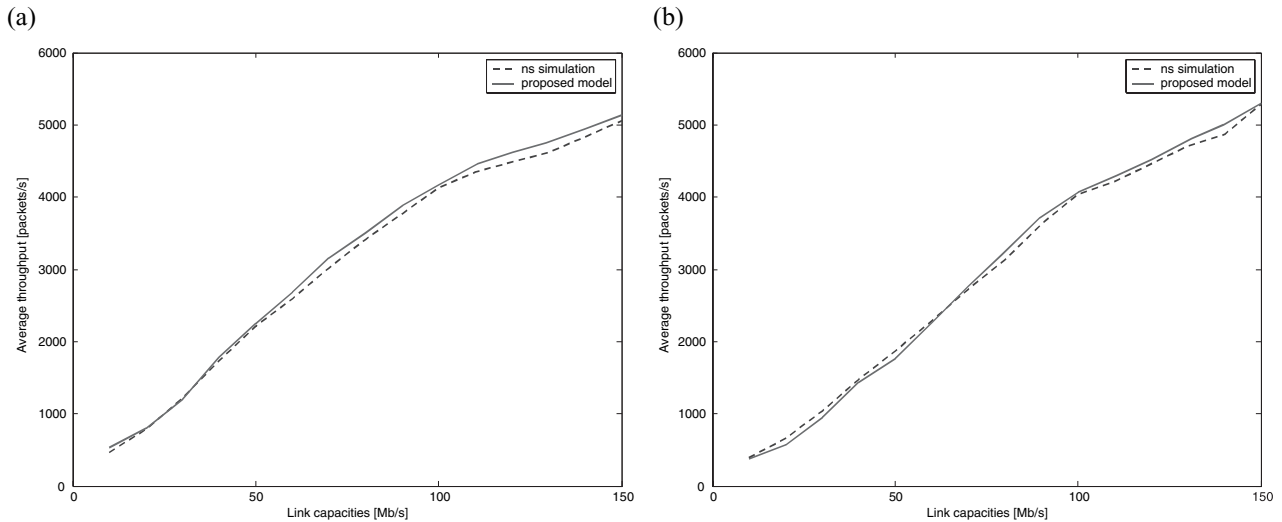 (a)
6000
5000
4000
3000
2000
1000
0
0
50
100
150
Average throughput [packets/s]
Link capacities [Mb/s]
ns simulation
proposed model
(b)
6000
5000
4000
3000
2000
1000
0
0
50
100
150
Average throughput [packets/s]
Link capacities [Mb/s]
ns simulation
proposed model